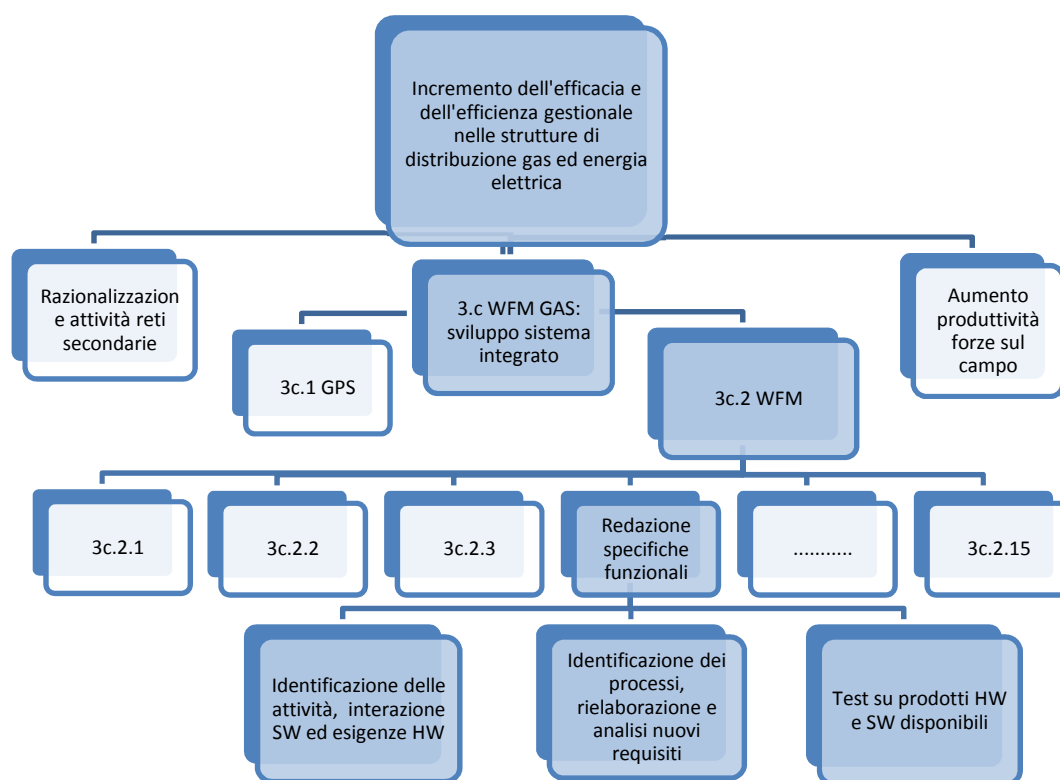 Incremento dell'efficacia e
dell'efficienza gestionale
nelle strutture di
distribuzione gas ed energia
elettrica
Razionalizzazion
e attività reti
secondarie
3.c WFM GAS:
sviluppo sistema
integrato
Aumento
produttività
forze sul
campo
3c.1 GPS
3c.2 WFM
3c.2.1
3c.2.2
3c.2.3
Redazione
specifiche
funzionali
...........
3c.2.15
Identificazione delle
attività, interazione
SW ed esigenze HW
Identificazione dei
processi,
rielaborazione e
analisi nuovi
requisiti
Test su prodotti HW
e SW disponibili